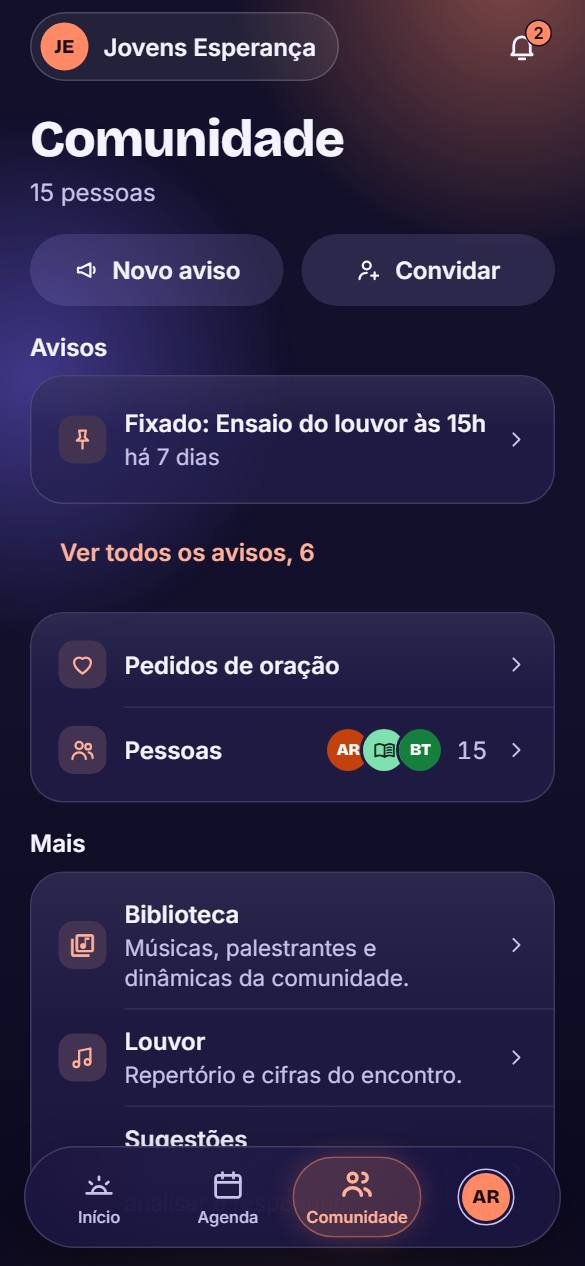 JE
Jovens Esperança
2
Comunidade
15 pessoas
Novo aviso
Convidar
Avisos
Fixado: Ensaio do louvor às 15h
há 7 dias
Ver todos os avisos, 6
Pedidos de oração
Pessoas
AR
BT
15
Mais
Biblioteca
Músicas, palestrantes e
dinâmicas da comunidade.
Louvor
Repertório e cifras do encontro.
Sugestões
Início
Agenda
Comunidade
AR